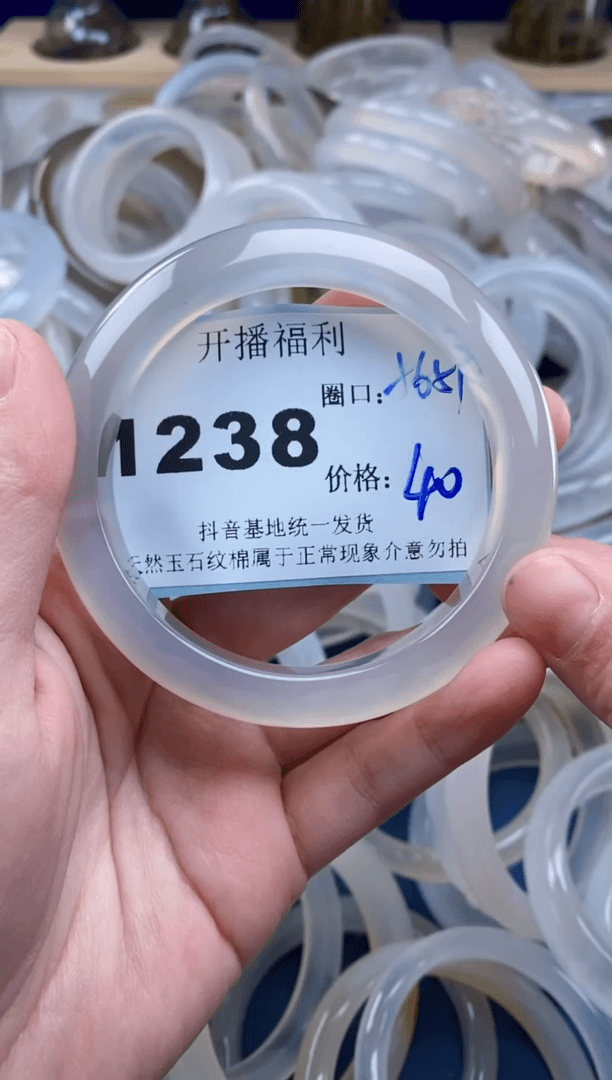 开播福利
圈口:
1238
价格: 40
抖音基地统一发货
然玉石纹棉属于正常现象介意勿拍